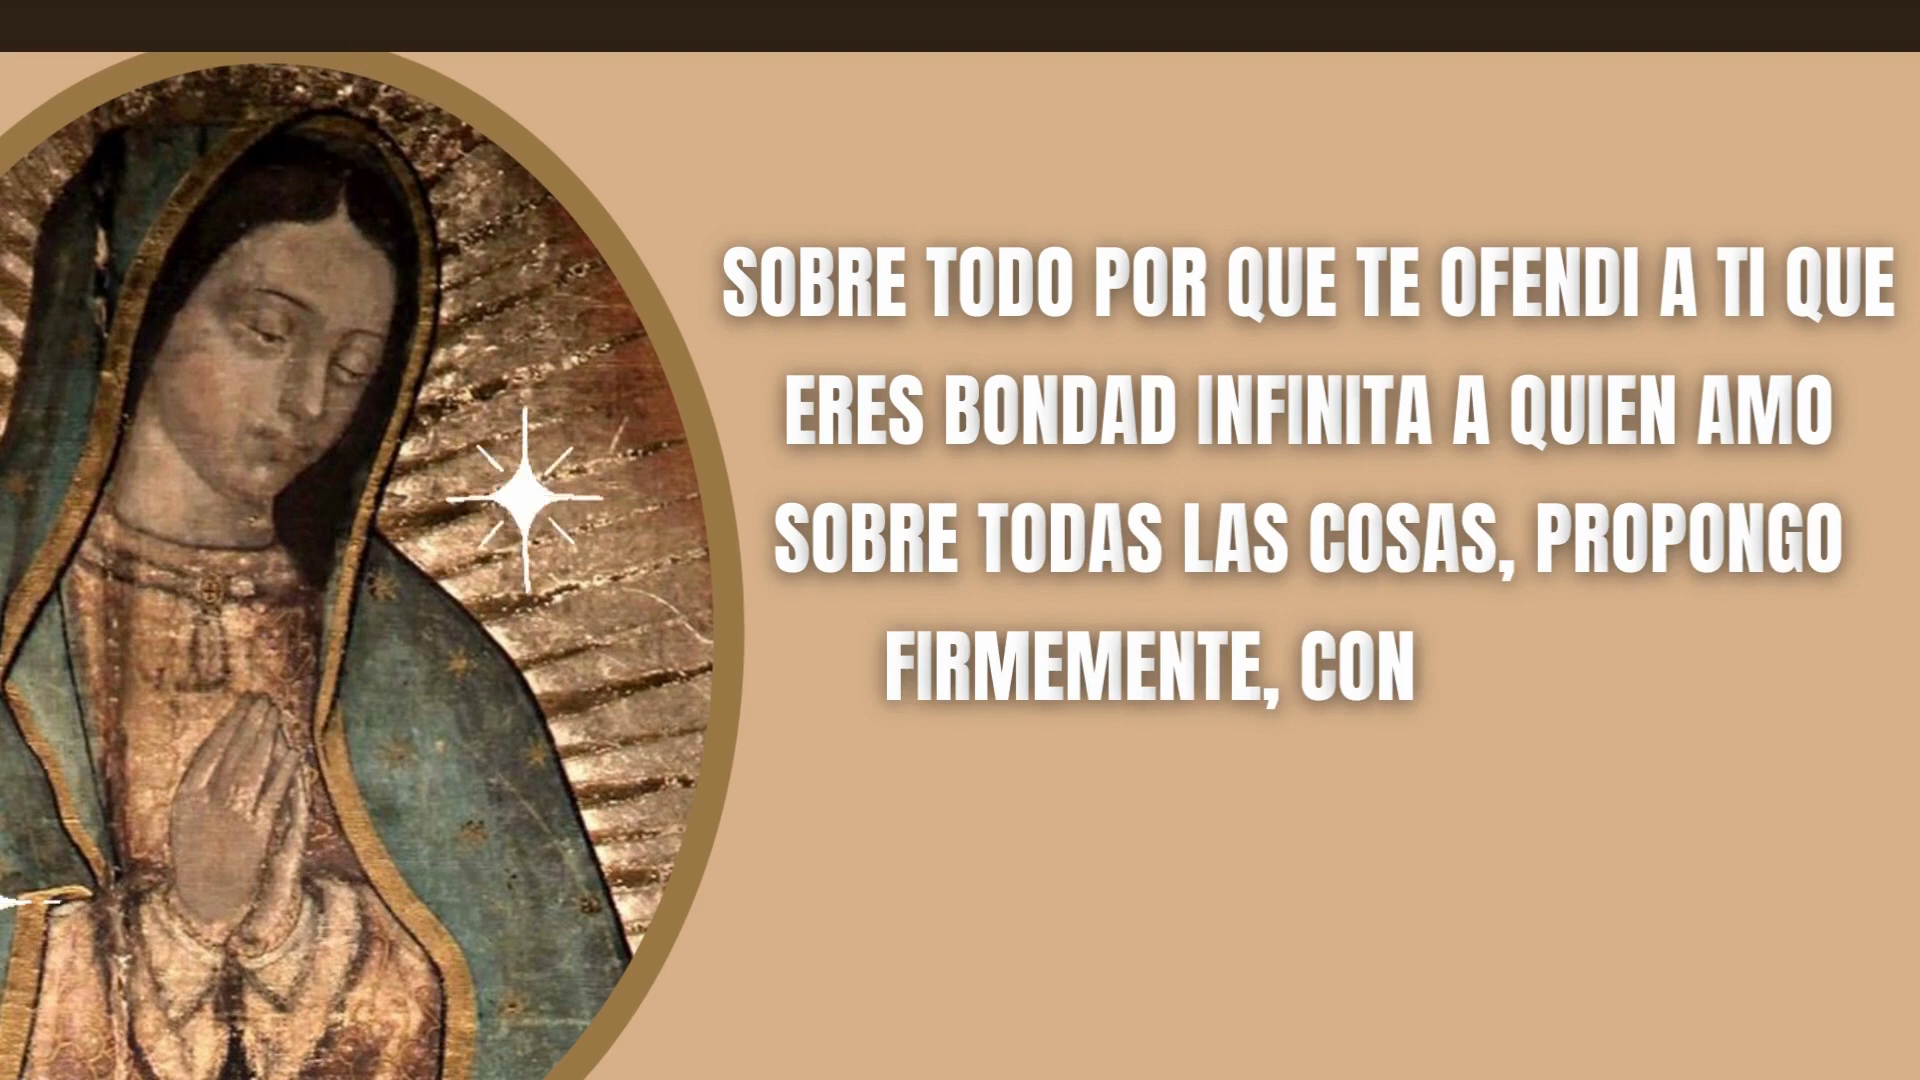 SOBRE TODO POR QUE TE OFENDI A TI QUE
ERES BONDAD INFINITA A QUIEN AMO
SOBRE TODAS LAS COSAS, PROPONGO
FIRMEMENTE, CON